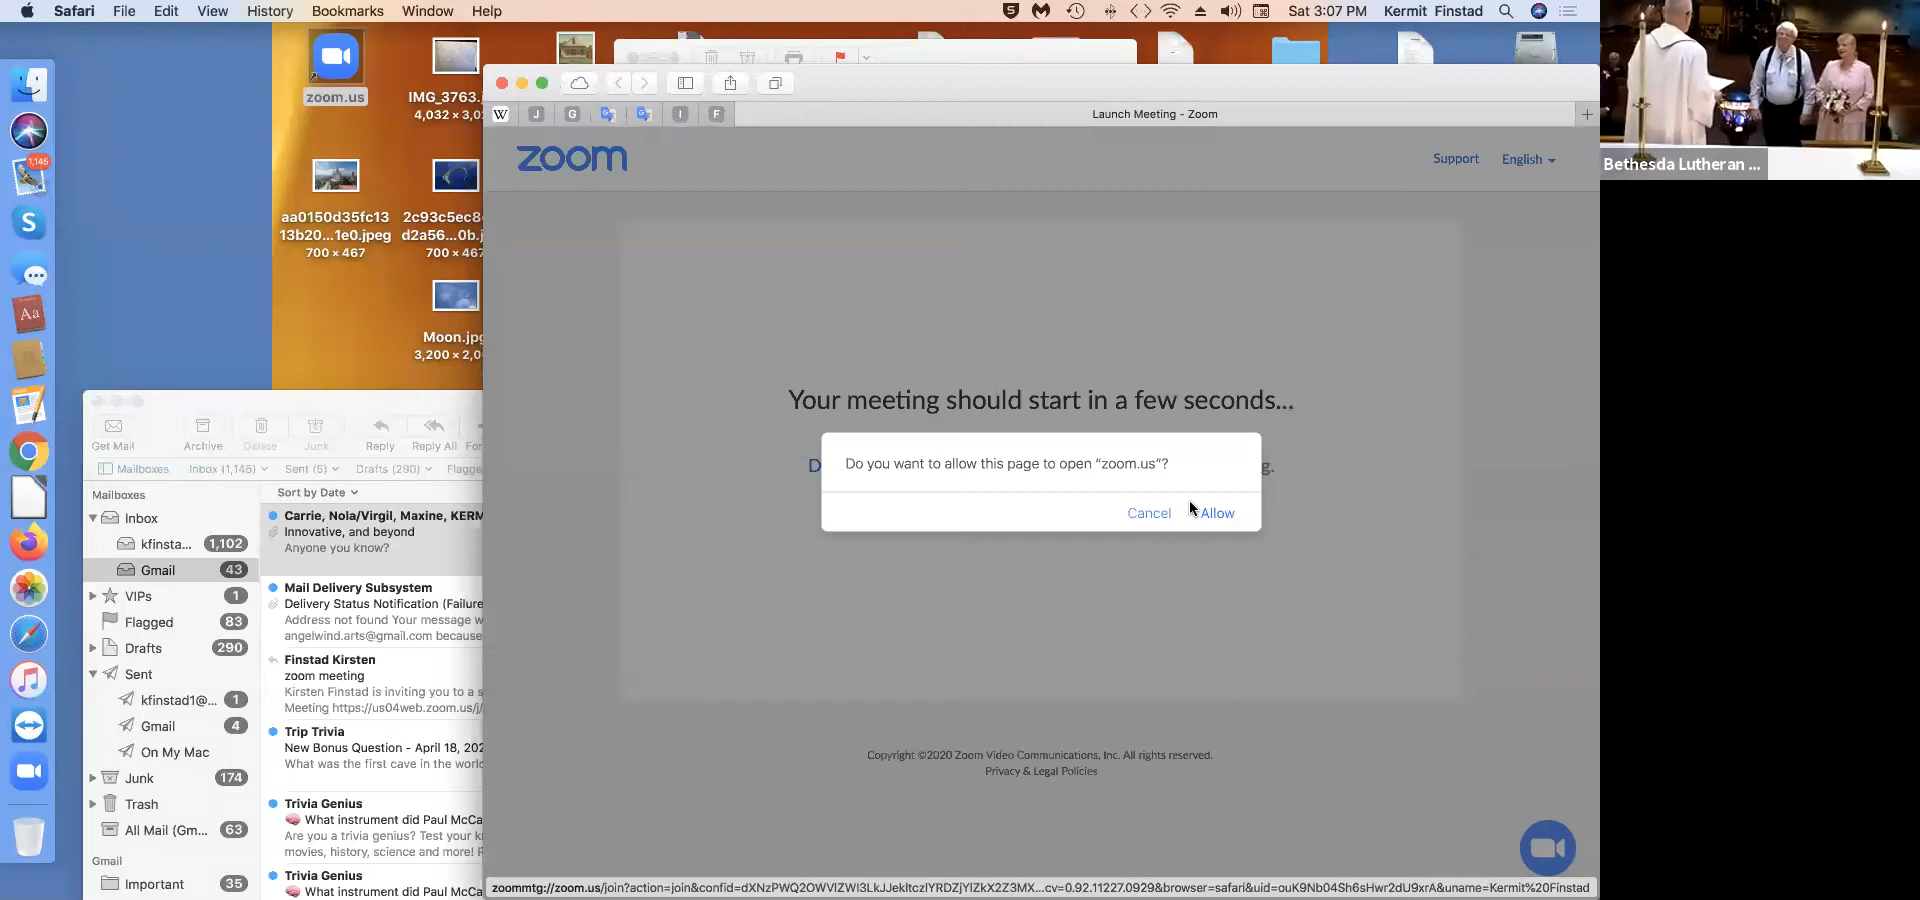 Safari File Edit View History Bookmarks Window Help
Sat 3:07 PM Kermit Finstad
zoom.us
IMG_3763.j
4,032 × 3,0
aa0150d35fc13
13b20...1e0.jpeg
700 × 467
2c93c5ec8
d2a56...0b.j
700 × 467
Moon.jpg
3,200 × 2,0
1,145
Aa
Launch Meeting - Zoom
W J G I F
zoom
Support English
Your meeting should start in a few seconds...
D
g.
Do you want to allow this page to open “zoom.us”?
Cancel Allow
Copyright ©2020 Zoom Video Communications, Inc. All rights reserved.
Privacy & Legal Policies
zoommtg://zoom.us/join?action=join&confid=dXNzPWQ2OWVlZWI3LkJJekltczlYRDZjYlZkX2Z3MX...cv=0.92.11227.0929&browser=safari&uid=ouK9Nb04Sh6sHwr2dU9xrA&uname=Kermit%20Finstad
Bethesda Lutheran ...
Get Mail Archive Delete Junk Reply Reply All For
Mailboxes Inbox (1,145) Sent (5) Drafts (290) Flagge
Mailboxes
Inbox
kfinsta... 1,102
Gmail 43
VIPs 1
Flagged 83
Drafts 290
Sent
kfinstad1@... 1
Gmail 4
On My Mac
Junk 174
Trash
All Mail (Gm... 63
Gmail
Important 35
Sort by Date
Carrie, Nola/Virgil, Maxine, KERM
Innovative, and beyond
Anyone you know?
Mail Delivery Subsystem
Delivery Status Notification (Failure
Address not found Your message w
angelwind.arts@gmail.com because
Finstad Kirsten
zoom meeting
Kirsten Finstad is inviting you to a s
Meeting https://us04web.zoom.us/j/
Trip Trivia
New Bonus Question - April 18, 202
What was the first cave in the world
Trivia Genius
What instrument did Paul McCa
Are you a trivia genius? Test your k
movies, history, science and more! F
Trivia Genius
What instrument did Paul McCa